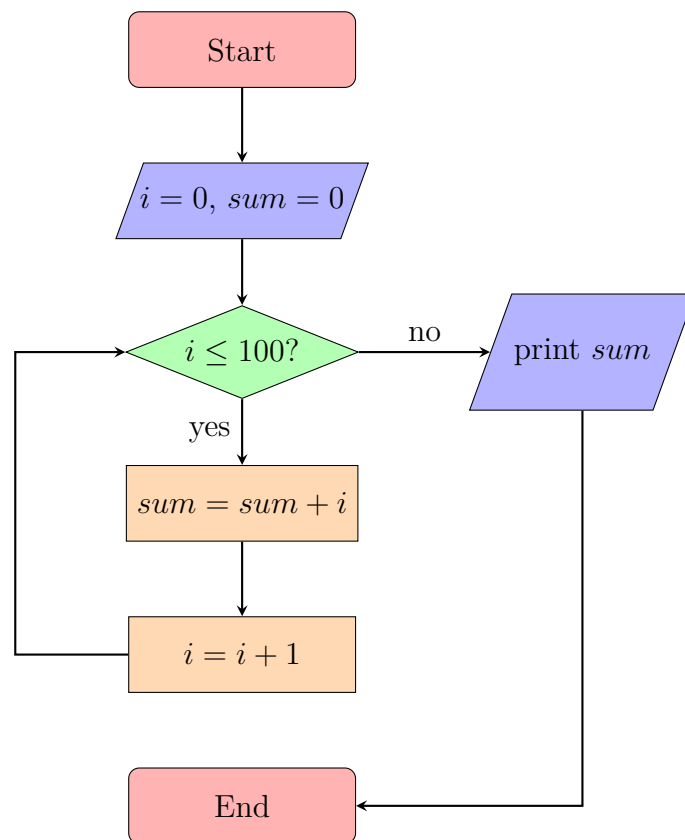 Start
i = 0, sum = 0
i ≤ 100?
no
print sum
yes
sum = sum + i
i = i + 1
End